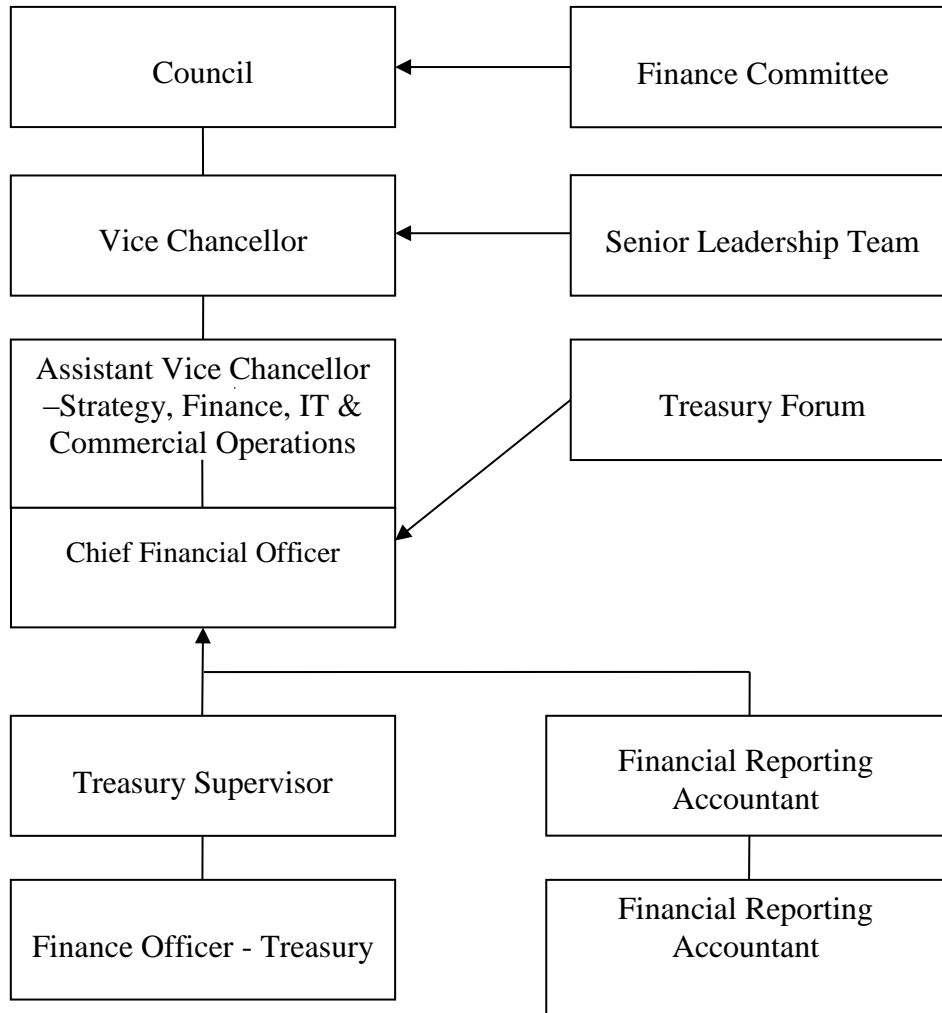 Council
Finance Committee
Vice Chancellor
Senior Leadership Team
Assistant Vice Chancellor
–Strategy, Finance, IT &
Commercial Operations
Treasury Forum
Chief Financial Officer
Treasury Supervisor
Financial Reporting
Accountant
Finance Officer - Treasury
Financial Reporting
Accountant